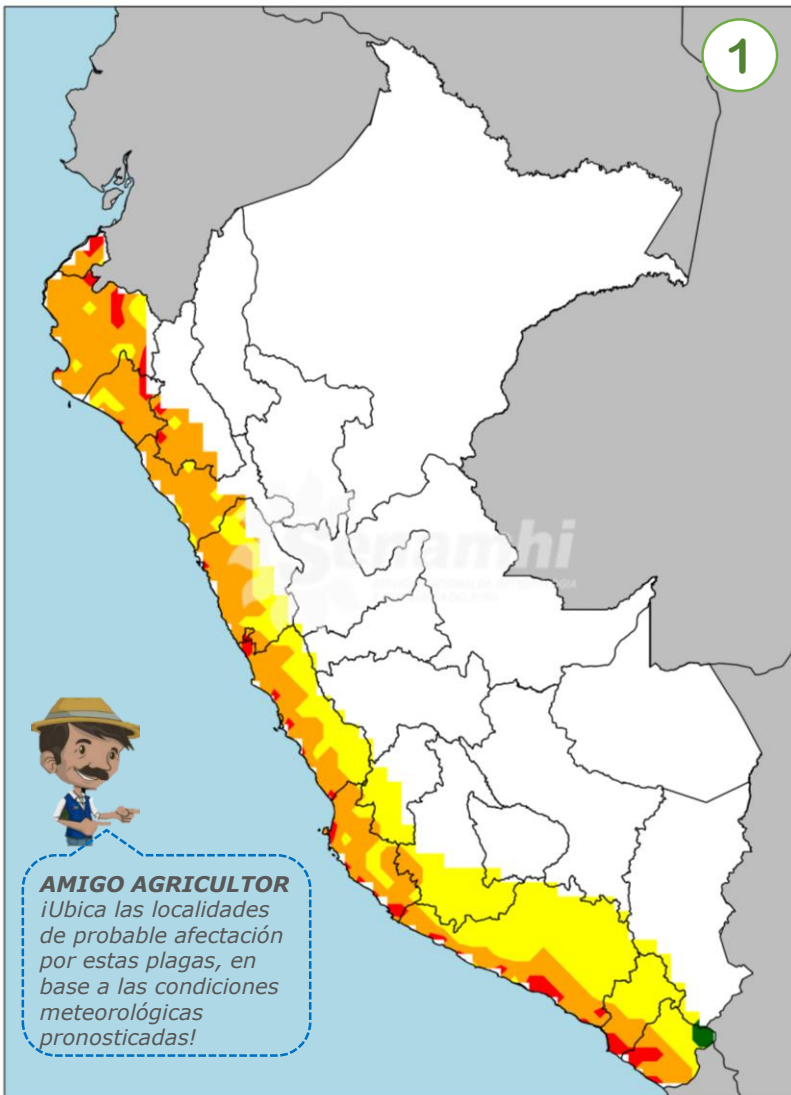 1
Senamhi
AMIGO AGRICULTOR
¡Ubica las localidades
de probable afectación
por estas plagas, en
base a las condiciones
meteorológicas
pronosticadas!